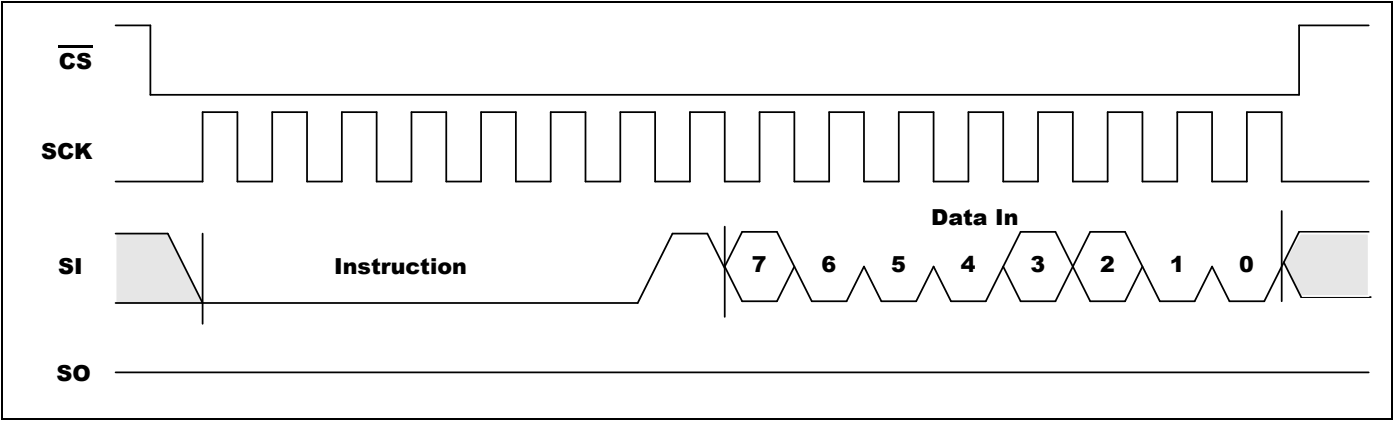 CS
SCK
Data In
SI Instruction 7 6 5 4 3 2 1 0
SO